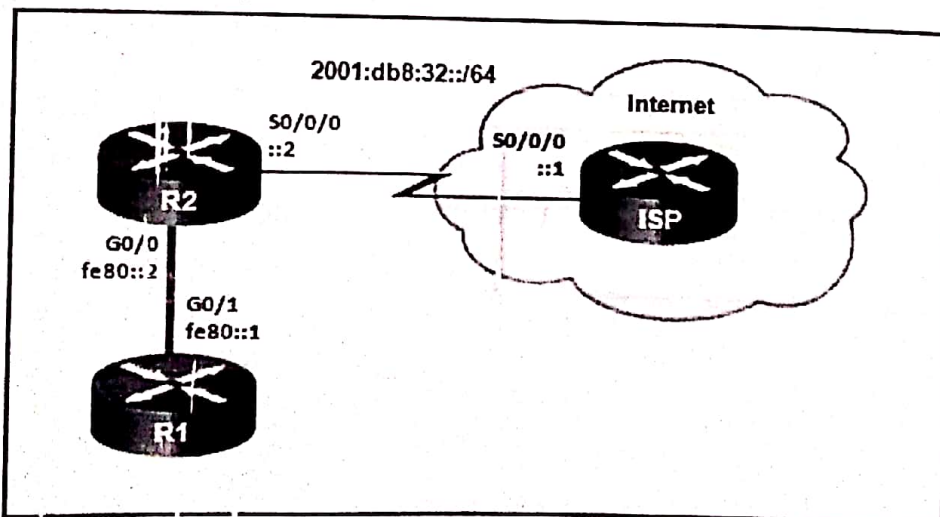 2001:db8:32::/64
Internet
S0/0/0
::2
S0/0/0
::1
R2
ISP
G0/0
fe80::2
G0/1
fe80::1
R1